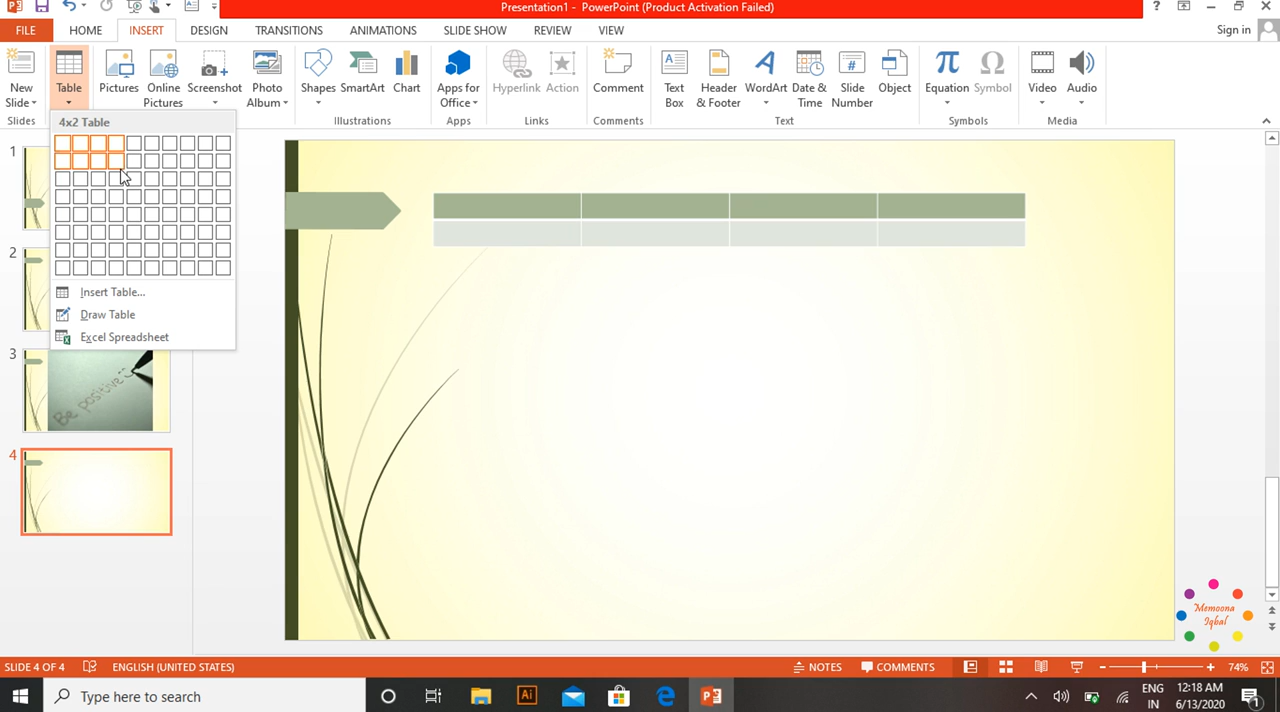 Presentation1 - PowerPoint (Product Activation Failed)
?
FILE HOME INSERT DESIGN TRANSITIONS ANIMATIONS SLIDE SHOW REVIEW VIEW Sign in
New Slide
Table
Pictures
Online Pictures
Screenshot
Photo Album
Shapes
SmartArt
Chart
Apps for Office
Hyperlink
Action
Comment
Text Box
Header & Footer
WordArt
Date & Time
Slide Number
Object
Equation
Symbol
Video
Audio
Slides
Illustrations
Apps
Links
Comments
Text
Symbols
Media
4x2 Table
Insert Table...
Draw Table
Excel Spreadsheet
1
2
3
Be positive
4
Memoona
Iqbal
SLIDE 4 OF 4 ENGLISH (UNITED STATES) NOTES COMMENTS 74%
Type here to search
Ai
ENG
IN
12:18 AM
6/13/2020
1